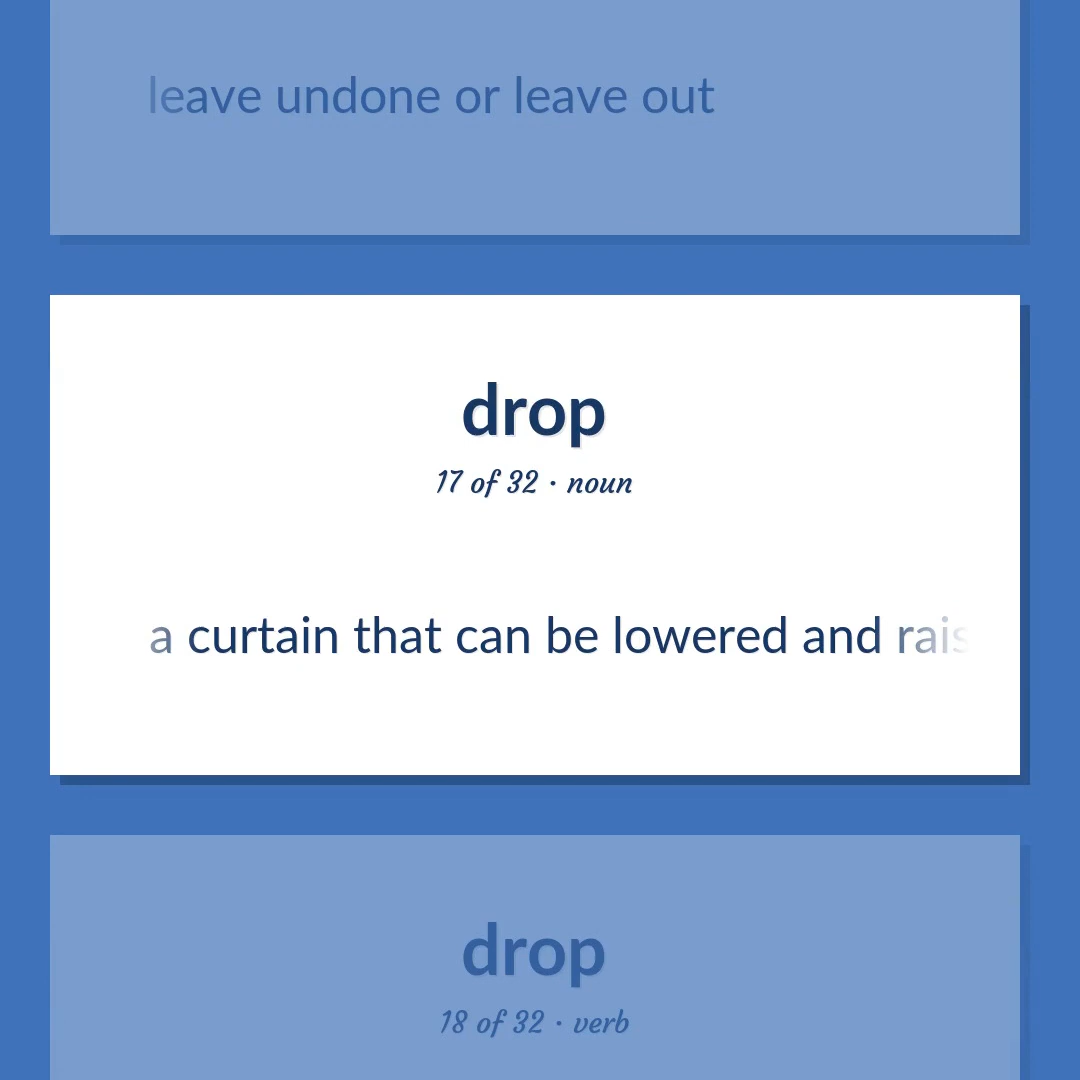 leave undone or leave out
drop
17 of 32 · noun
a curtain that can be lowered and rais
drop
18 of 32 · verb